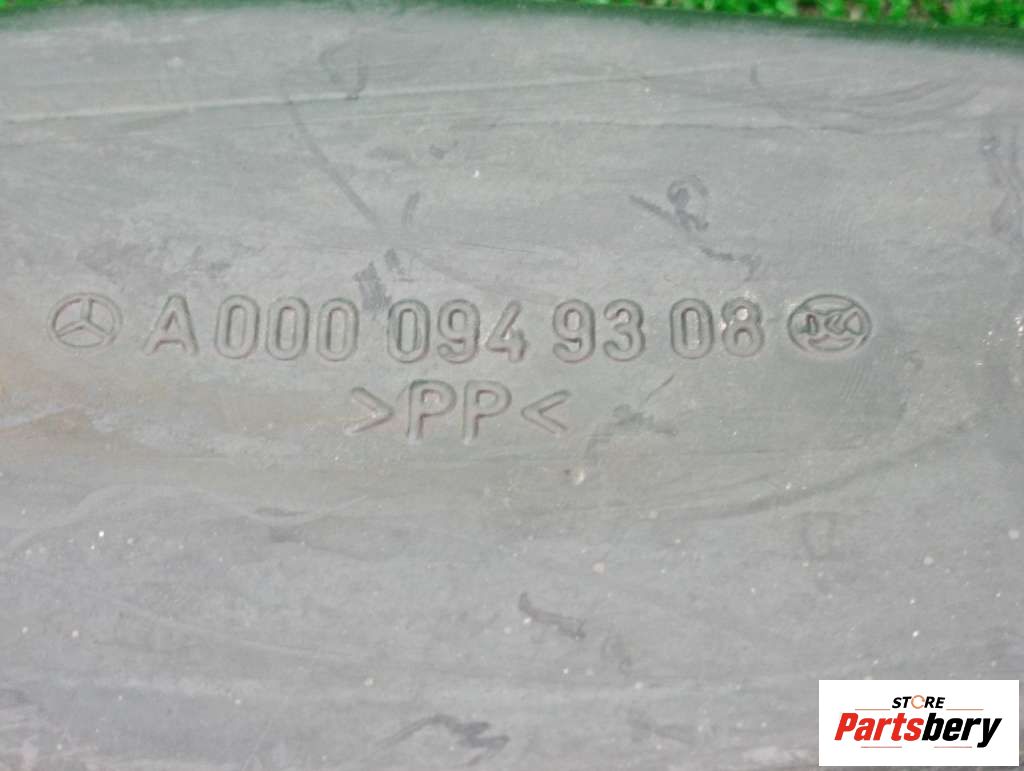 A 000 094 93 08
>PP<
STORE
Partsbery